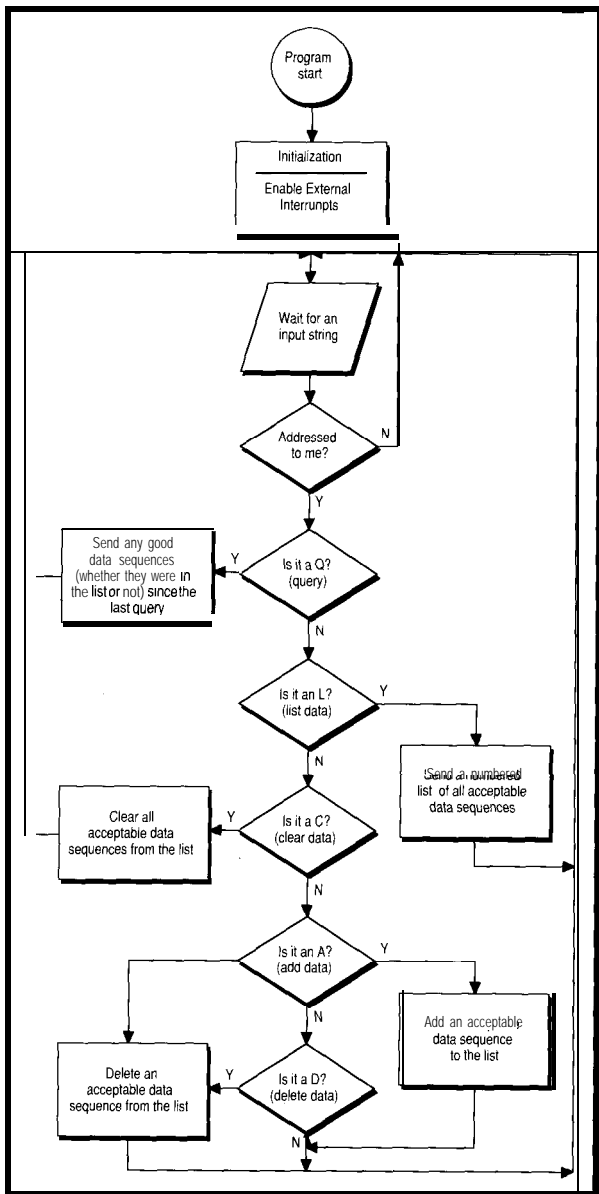 Program
start
Initialization
Enable External
Interrunpts
Wait for an
input string
Addressed
to me?
N
Y
Is it a Q?
(query)
Y
Send any good
data sequences
(whether they were in
the list or not) since the
last query
N
Is it an L?
(list data)
Y
Send a numbered
list of all acceptable
data sequences
N
Is it a C?
(clear data)
Y
Clear all
acceptable data
sequences from the list
N
Is it an A?
(add data)
Y
Add an acceptable
data sequence
to the list
N
Is it a D?
(delete data)
Y
Delete an
acceptable data
sequence from the list
N